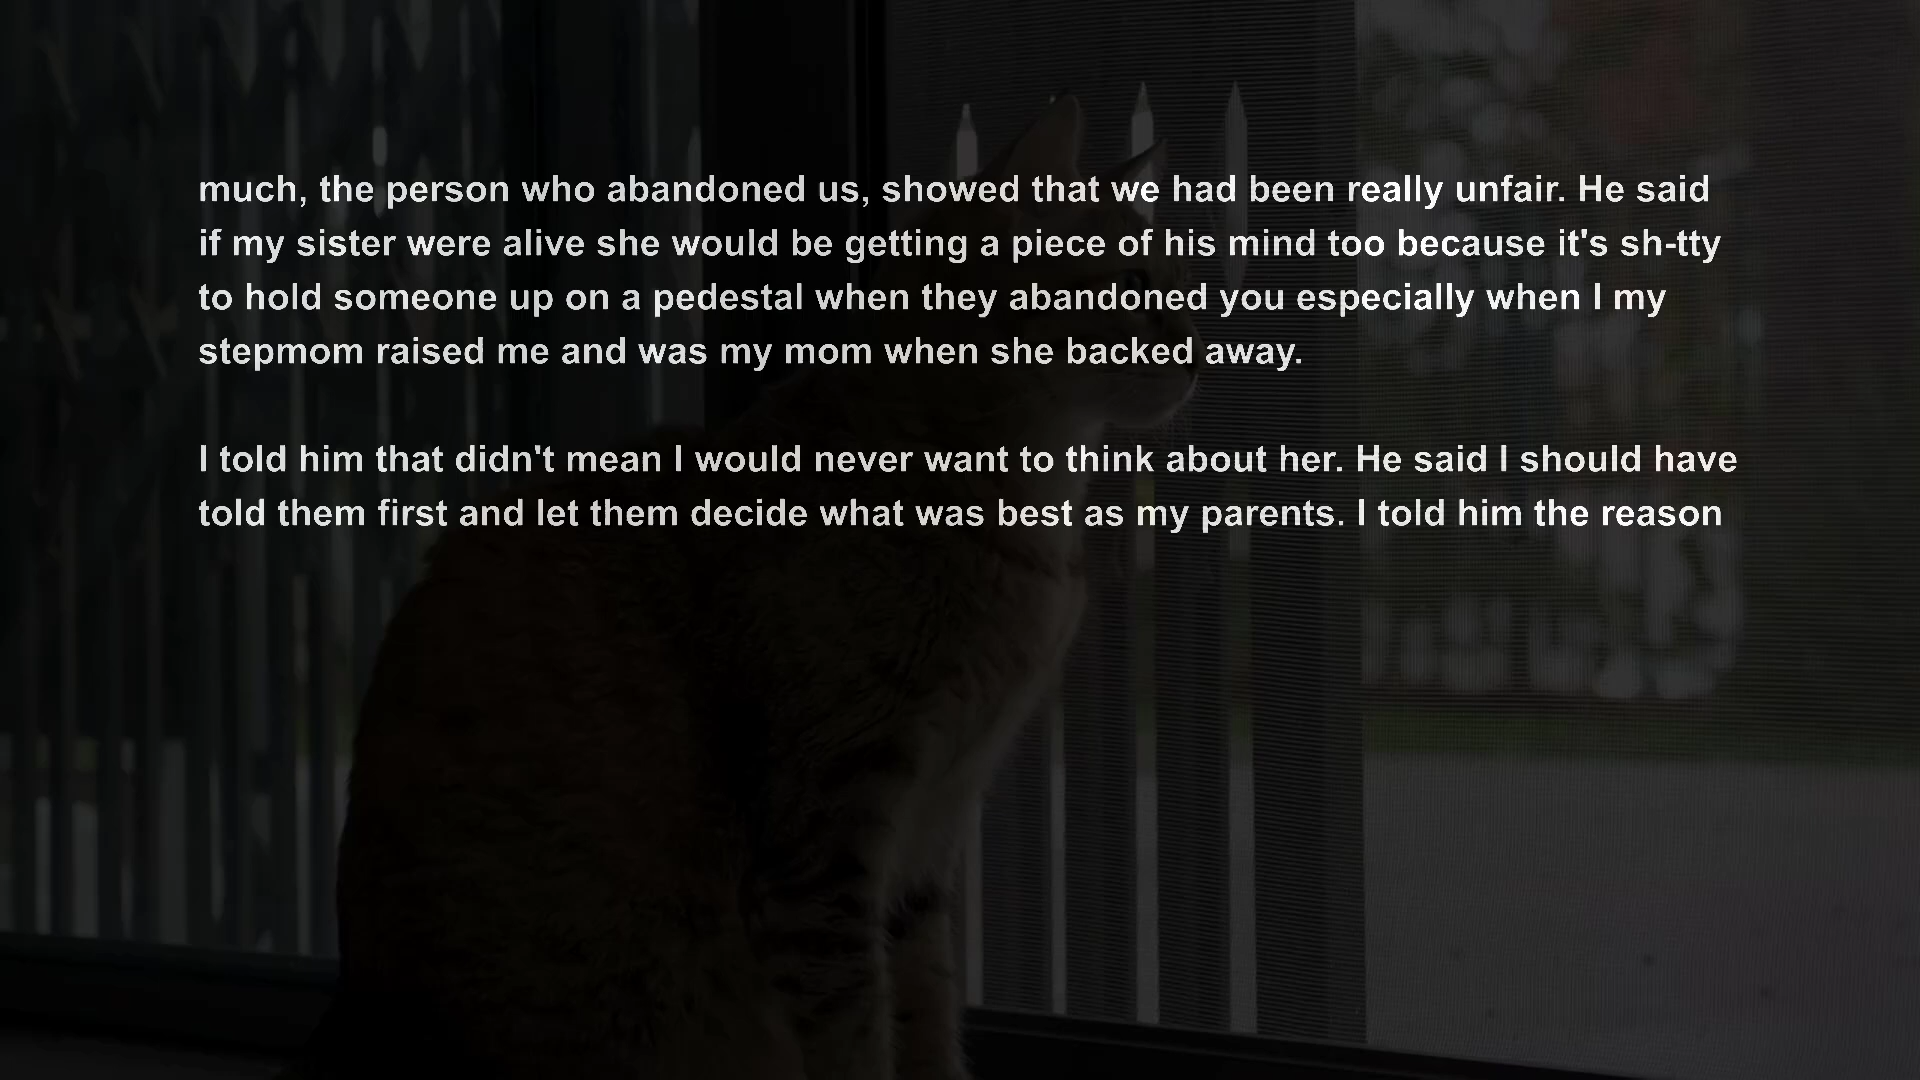 much, the person who abandoned us, showed that we had been really unfair. He said
if my sister were alive she would be getting a piece of his mind too because it's sh-tty
to hold someone up on a pedestal when they abandoned you especially when I my
stepmom raised me and was my mom when she backed away.
I told him that didn't mean I would never want to think about her. He said I should have
told them first and let them decide what was best as my parents. I told him the reason